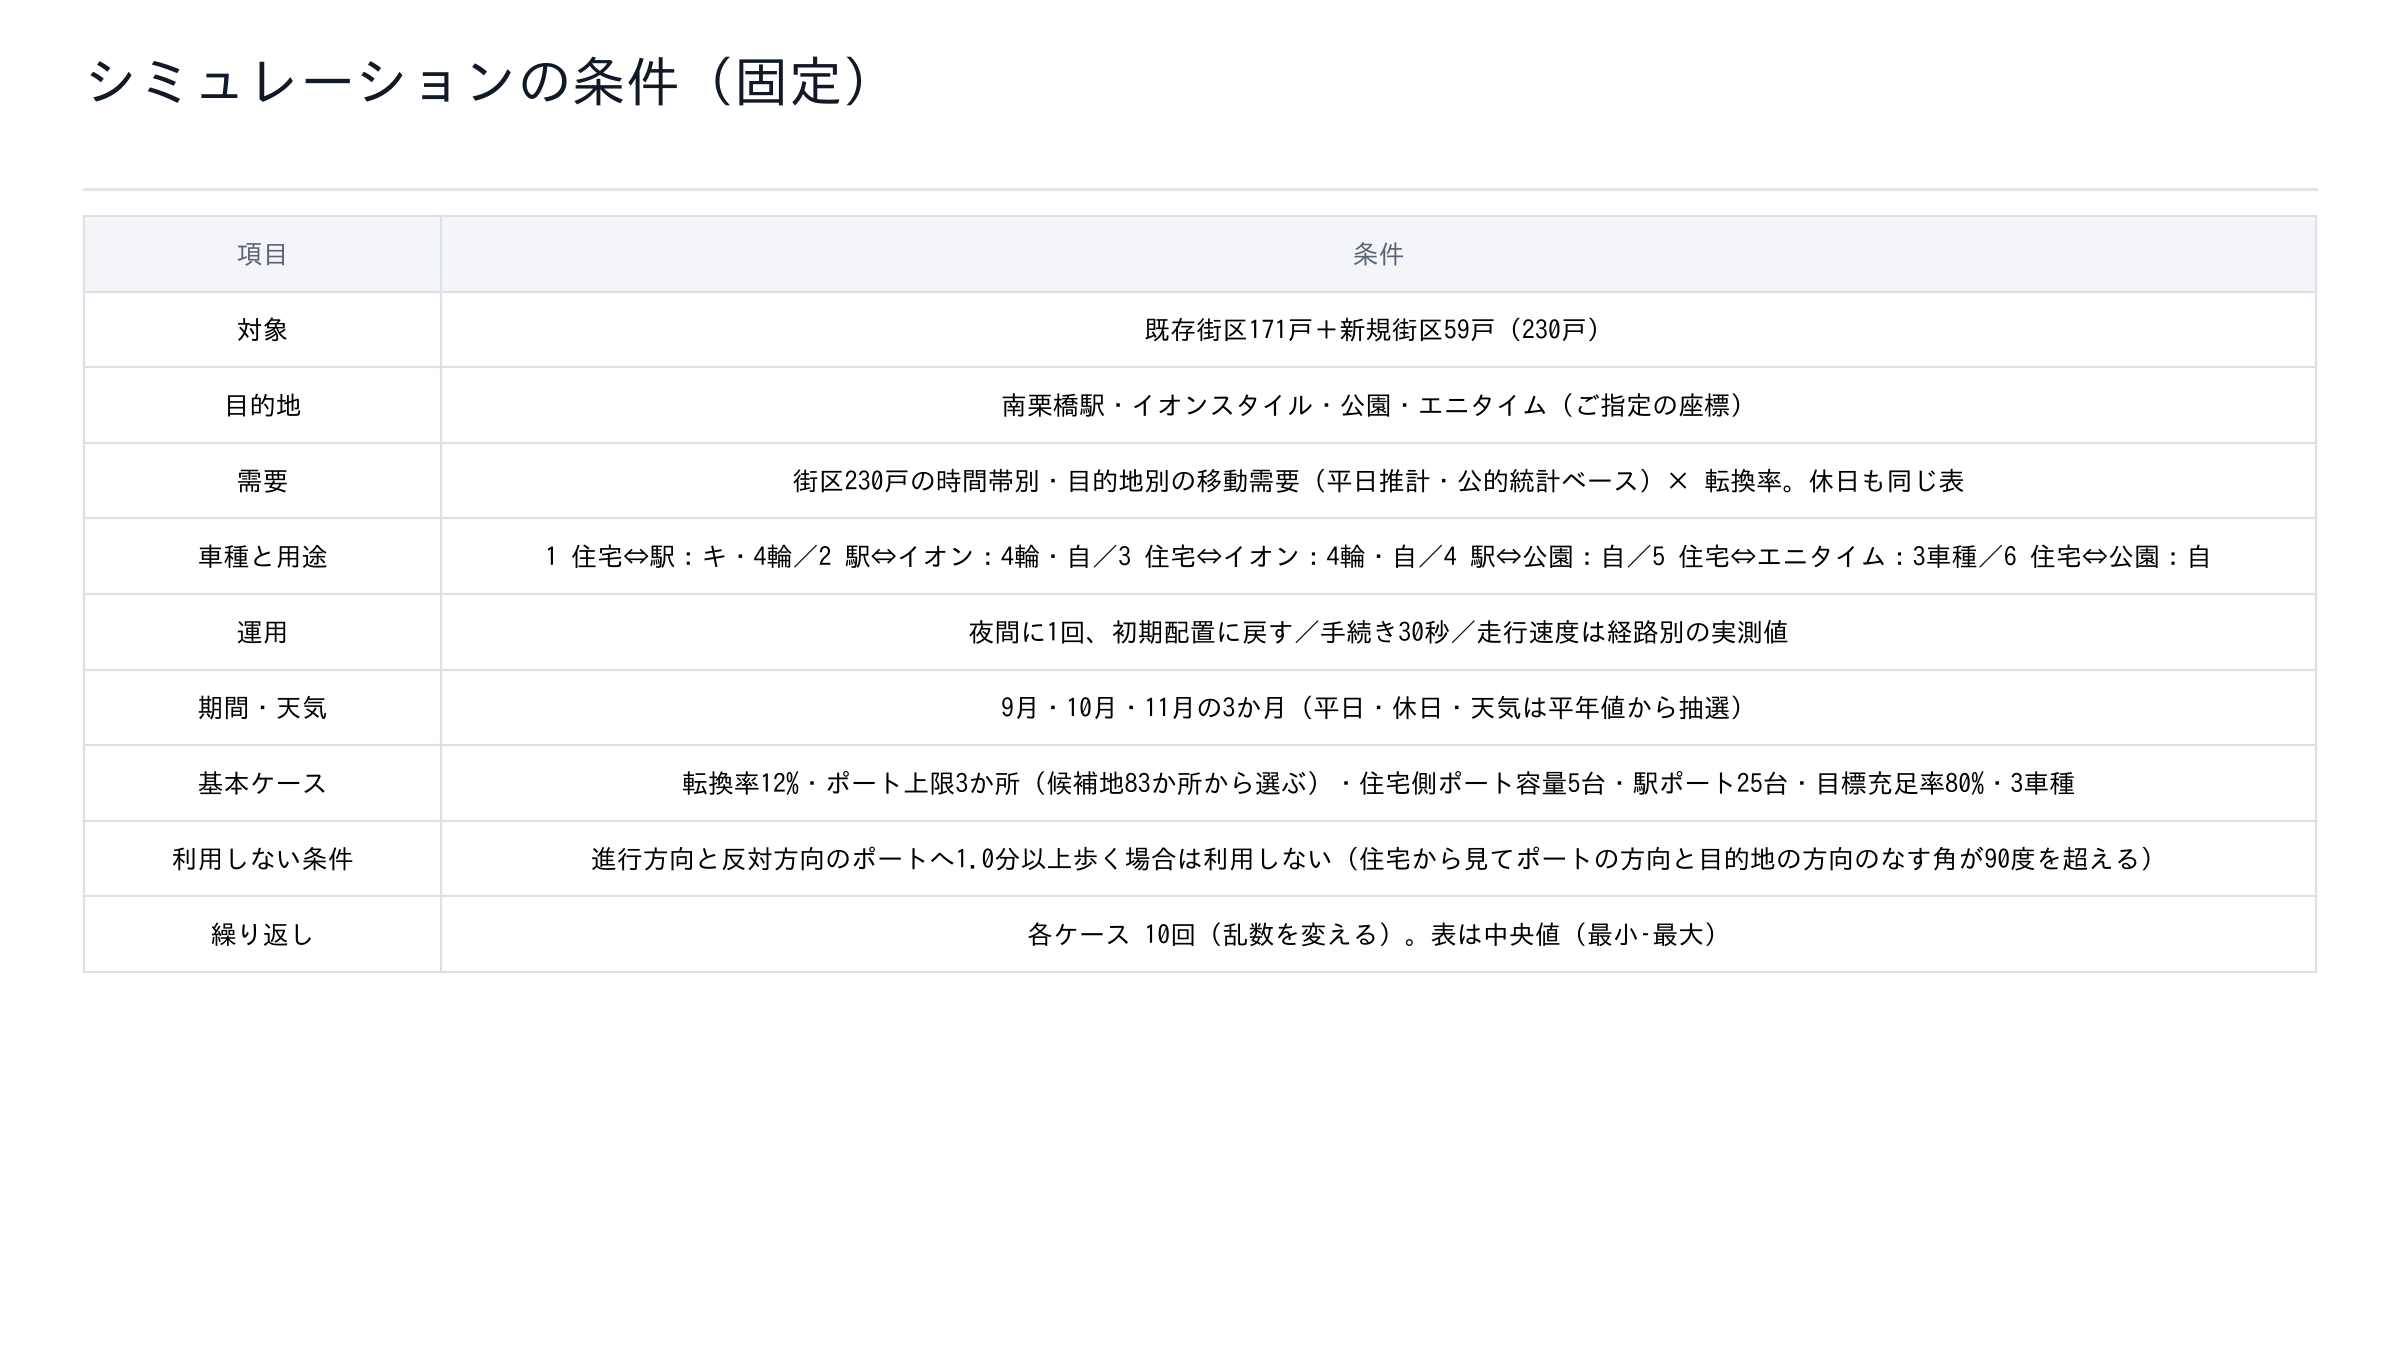 シミュレーションの条件（固定）
項目 条件
対象 既存街区171戸＋新規街区59戸（230戸）
目的地 南栗橋駅・イオンスタイル・公園・エニタイム（ご指定の座標）
需要 街区230戸の時間帯別・目的地別の移動需要（平日推計・公的統計ベース）× 転換率。休日も同じ表
車種と用途 1 住宅⇔駅：キ・4輪／2 駅⇔イオン：4輪・自／3 住宅⇔イオン：4輪・自／4 駅⇔公園：自／5 住宅⇔エニタイム：3車種／6 住宅⇔公園：自
運用 夜間に1回、初期配置に戻す／手続き30秒／走行速度は経路別の実測値
期間・天気 9月・10月・11月の3か月（平日・休日・天気は平年値から抽選）
基本ケース 転換率12%・ポート上限3か所（候補地83か所から選ぶ）・住宅側ポート容量5台・駅ポート25台・目標充足率80%・3車種
利用しない条件 進行方向と反対方向のポートへ1.0分以上歩く場合は利用しない（住宅から見てポートの方向と目的地の方向のなす角が90度を超える）
繰り返し 各ケース 10回（乱数を変える）。表は中央値（最小-最大）